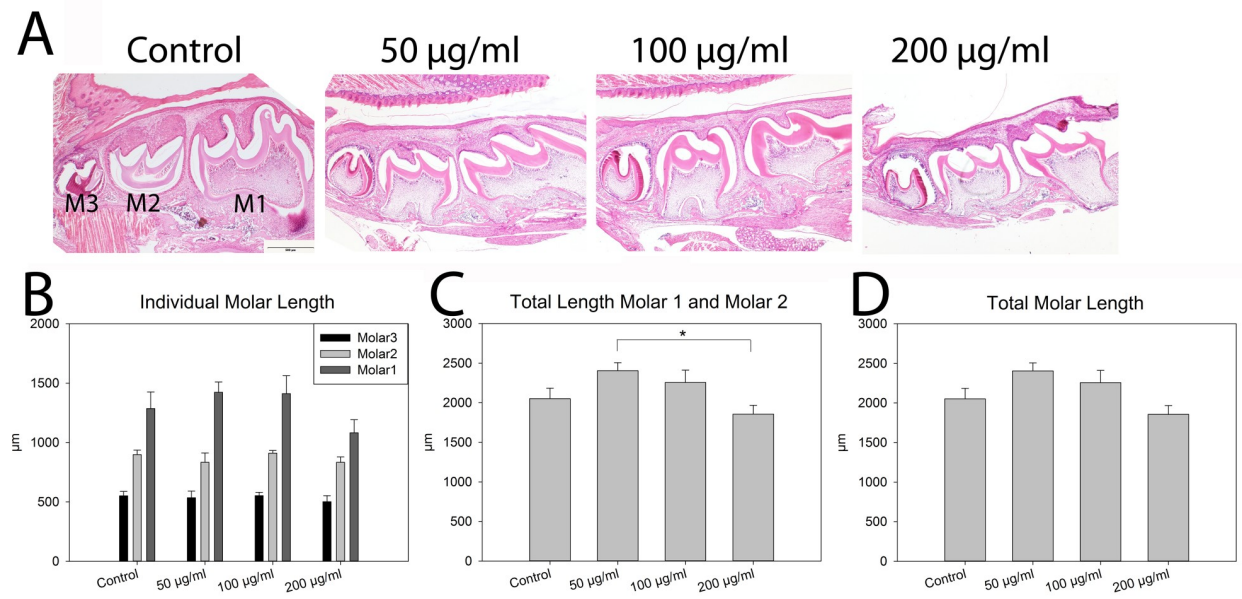 A
Control
50 µg/ml
100 µg/ml
200 µg/ml
M3
M2
M1
B
Individual Molar Length
2000
1500
1000
500
0
µm
Molar3
Molar2
Molar1
Control
50 µg/ml
100 µg/ml
200 µg/ml
C
Total Length Molar 1 and Molar 2
3000
2500
2000
1500
1000
500
0
µm
*
Control
50 µg/ml
100 µg/ml
200 µg/ml
D
Total Molar Length
3000
2500
2000
1500
1000
500
0
µm
Control
50 µg/ml
100 µg/ml
200 µg/ml